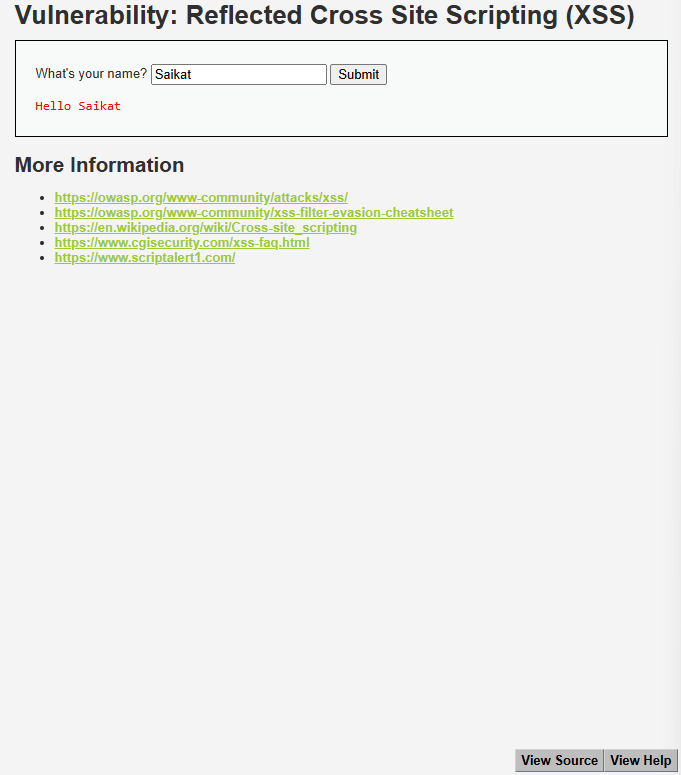 Vulnerability: Reflected Cross Site Scripting (XSS)
What's your name? Saikat Submit
Hello Saikat
More Information
https://owasp.org/www-community/attacks/xss/
https://owasp.org/www-community/xss-filter-evasion-cheatsheet
https://en.wikipedia.org/wiki/Cross-site_scripting
https://www.cgisecurity.com/xss-faq.html
https://www.scriptalert1.com/
View Source View Help